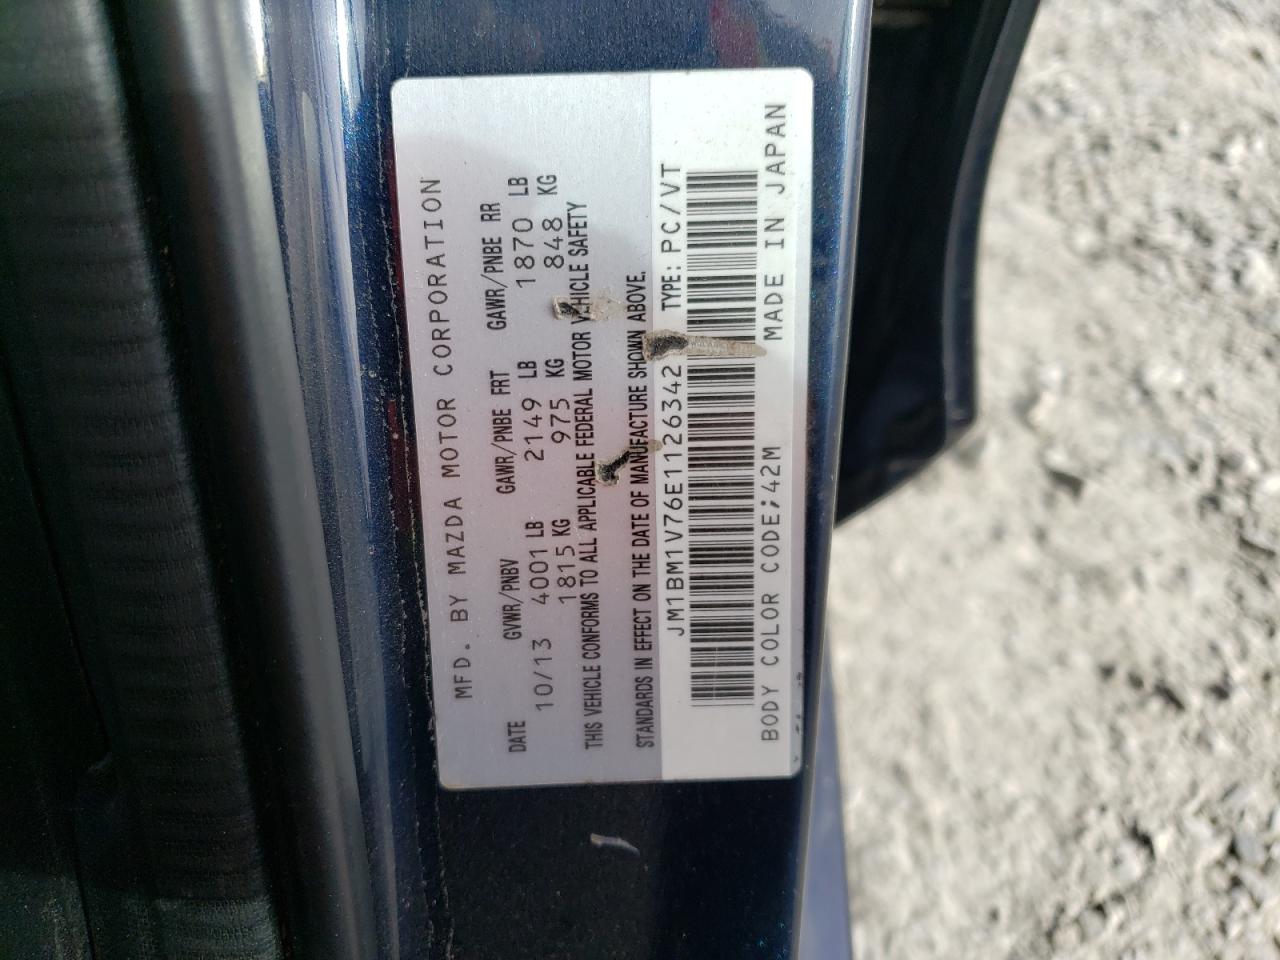 MFD. BY MAZDA MOTOR CORPORATION
DATE GVWR/PNBV GAWR/PNBE FRT GAWR/PNBE RR
10/13 4001 LB 2149 LB 1870 LB
1815 KG 975 KG 848 KG
THIS VEHICLE CONFORMS TO ALL APPLICABLE FEDERAL MOTOR VEHICLE SAFETY
STANDARDS IN EFFECT ON THE DATE OF MANUFACTURE SHOWN ABOVE.
JM1BM1V76E1126342 TYPE: PC/VT
BODY COLOR CODE;42M MADE IN JAPAN